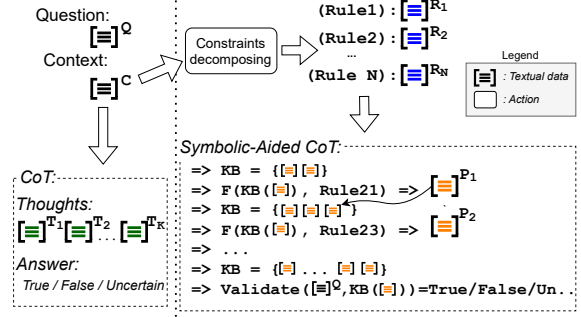 Question:
[≡]Q
Context:
[≡]C
Constraints
decomposing
(Rule1):[≡]R1
(Rule2):[≡]R2
...
(Rule N):[≡]RN
Legend
[≡] : Textual data
: Action
CoT:
Thoughts:
[≡]T1[≡]T2...[≡]TK
Answer:
True / False / Uncertain
Symbolic-Aided CoT:
=> KB = {[≡][≡]}
=> F(KB([≡]), Rule21) => [≡]P1
=> KB = {[≡][≡][≡]}
=> F(KB([≡]), Rule23) => [≡]P2
=> ...
=> KB = {[≡] ... [≡][≡]}
=> Validate([≡]Q,KB([≡]))=True/False/Un..